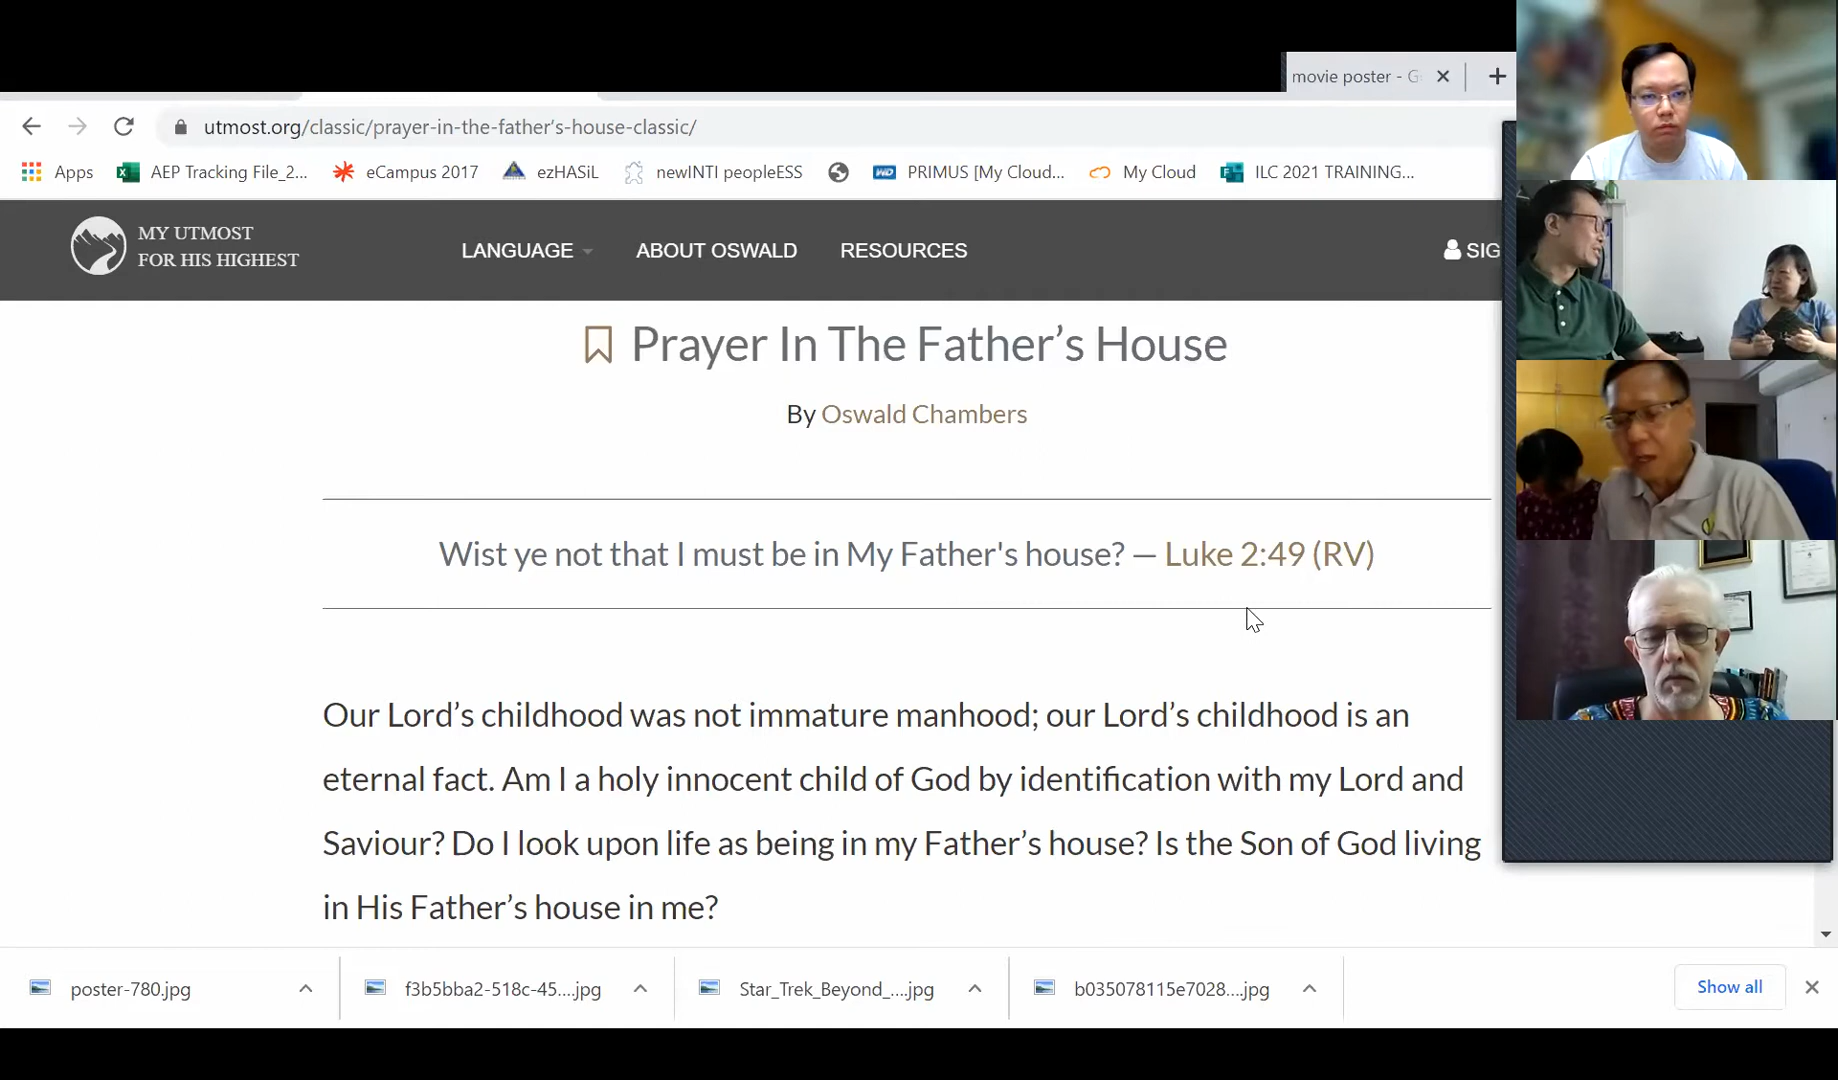 movie poster - G
utmost.org/classic/prayer-in-the-father’s-house-classic/
Apps
AEP Tracking File_2...
eCampus 2017
ezHASiL
newINTI peopleESS
PRIMUS [My Cloud...
My Cloud
ILC 2021 TRAINING...
MY UTMOST
FOR HIS HIGHEST
LANGUAGE
ABOUT OSWALD
RESOURCES
SIG
Prayer In The Father’s House
By Oswald Chambers
Wist ye not that I must be in My Father's house? — Luke 2:49 (RV)
Our Lord’s childhood was not immature manhood; our Lord’s childhood is an
eternal fact. Am I a holy innocent child of God by identification with my Lord and
Saviour? Do I look upon life as being in my Father’s house? Is the Son of God living
in His Father’s house in me?
poster-780.jpg
f3b5bba2-518c-45....jpg
Star_Trek_Beyond_....jpg
b035078115e7028....jpg
Show all